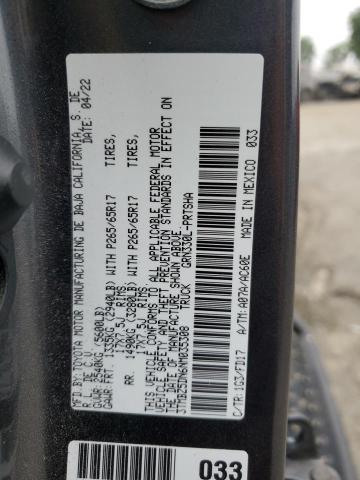 MFD. BY: TOYOTA MOTOR MANUFACTURING DE BAJA CALIFORNIA, S. DE
R.L. DE C.V. DATE: 04/22
GVWR: 2540KG (5600LB)
GAWR: FRT. 1335KG (2940LB) WITH P265/65R17 TIRES,
17X7.5J RIMS,
RR. 1490KG (3280LB) WITH P265/65R17 TIRES,
17X7.5J RIMS,
THIS VEHICLE CONFORMS TO ALL APPLICABLE FEDERAL MOTOR
VEHICLE SAFETY AND THEFT PREVENTION STANDARDS IN EFFECT ON
THE DATE OF MANUFACTURE SHOWN ABOVE.
TRUCK GRN330L-PRTSHA
C/TR: 1G3/FD17
A/TM: A07A/AC60E MADE IN MEXICO 033
033